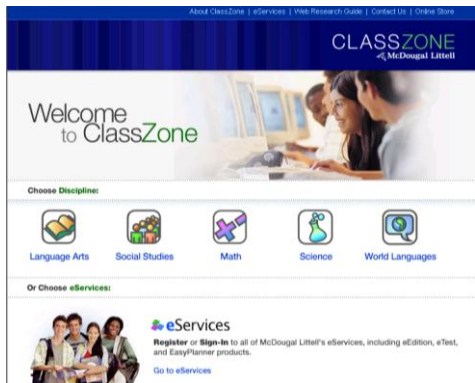 About ClassZone | eServices | Web Research Guide | Contact Us | Online Store
CLASSZONE
McDougal Littell
Welcome
to ClassZone
Choose Discipline:
Language Arts Social Studies Math Science World Languages
Or Choose eServices:
eServices
Register or Sign-In to all of McDougal Littell's eServices, including eEdition, eTest,
and EasyPlanner products.
Go to eServices